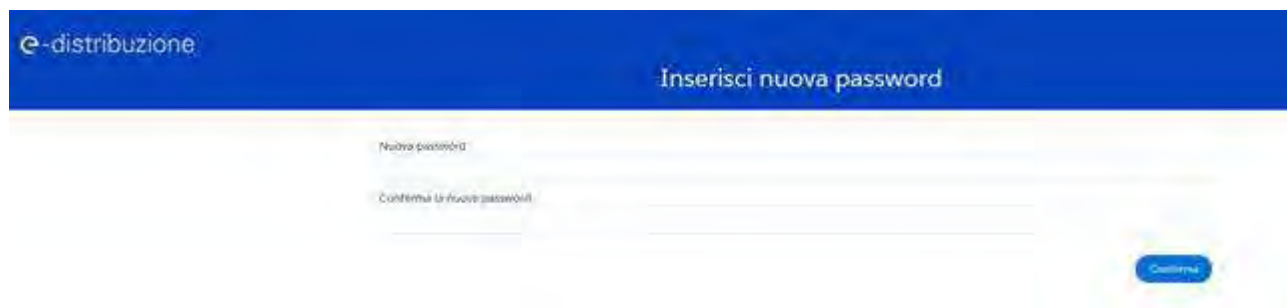 e-distribuzione
Inserisci nuova password
Nuova password
Conferma la nuova password
Conferma